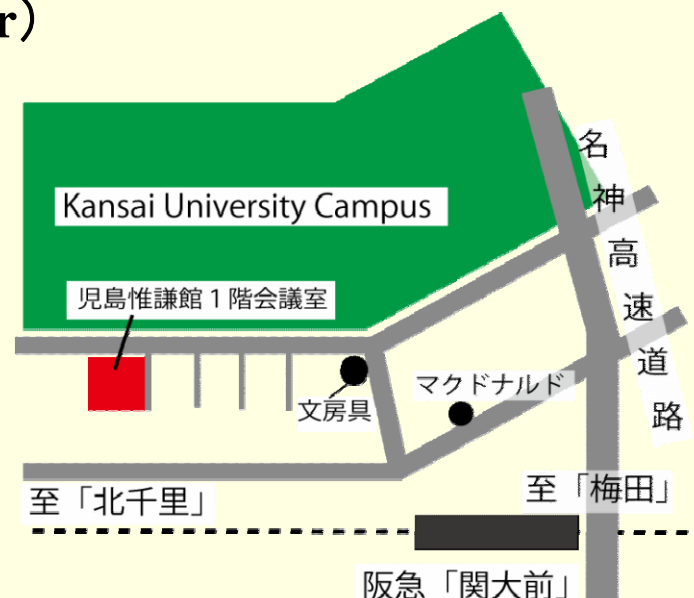 r）
名神高速道路
Kansai University Campus
児島惟謙館１階会議室
マクドナルド
文房具
至「北千里」
至「梅田」
阪急「関大前」